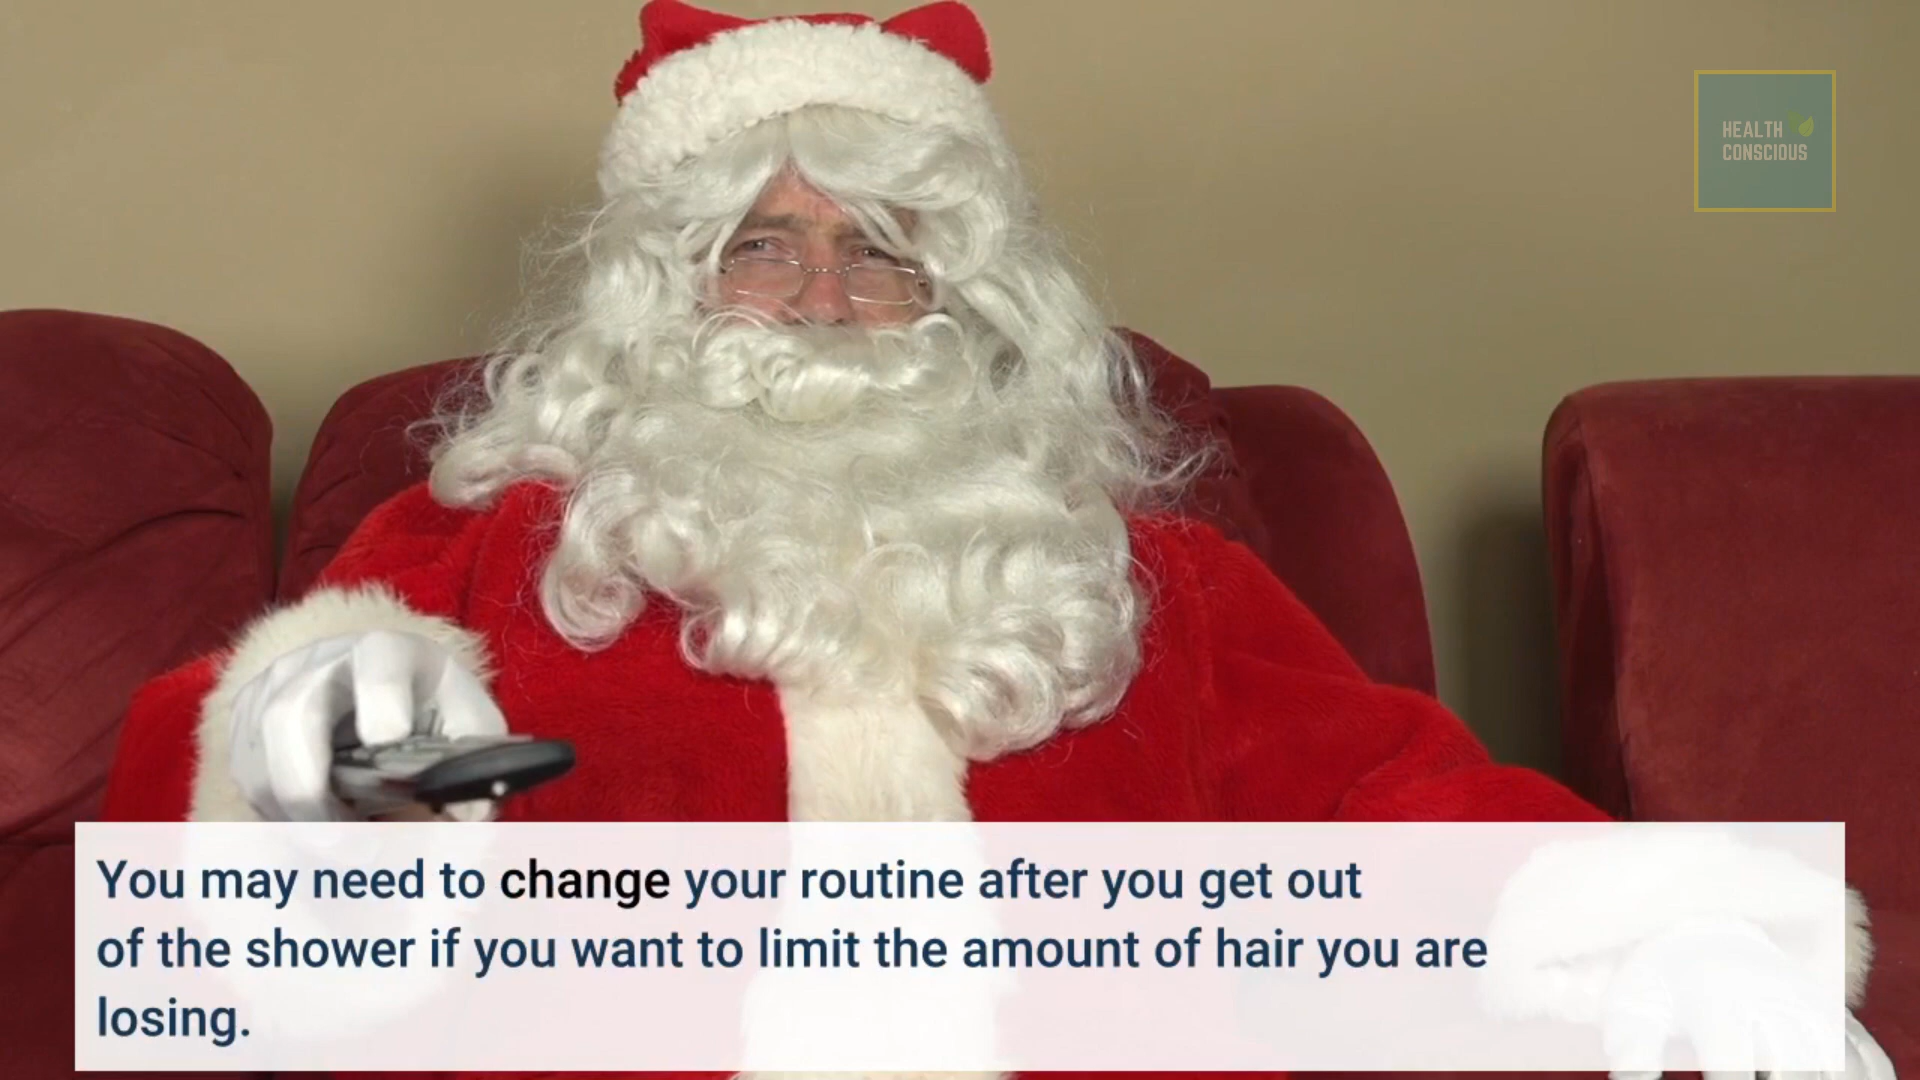 HEALTH
CONSCIOUS
You may need to change your routine after you get out
of the shower if you want to limit the amount of hair you are
losing.